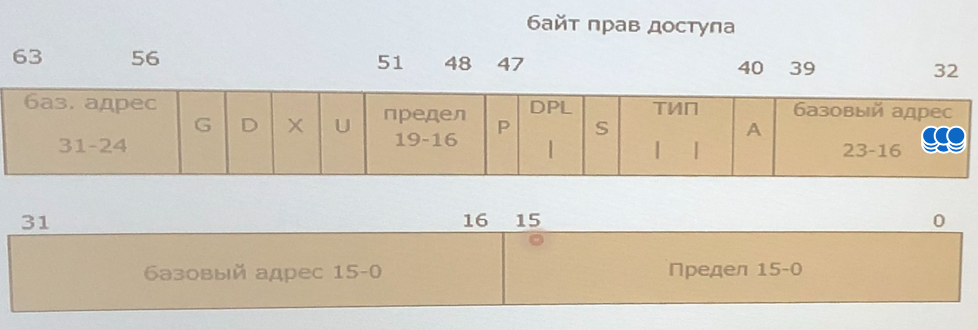 байт прав доступа
63 56 51 48 47 40 39 32
баз. адрес 31-24 G D X U предел 19-16 P DPL S ТИП A базовый адрес 23-16
31 16 15 0
базовый адрес 15-0 Предел 15-0